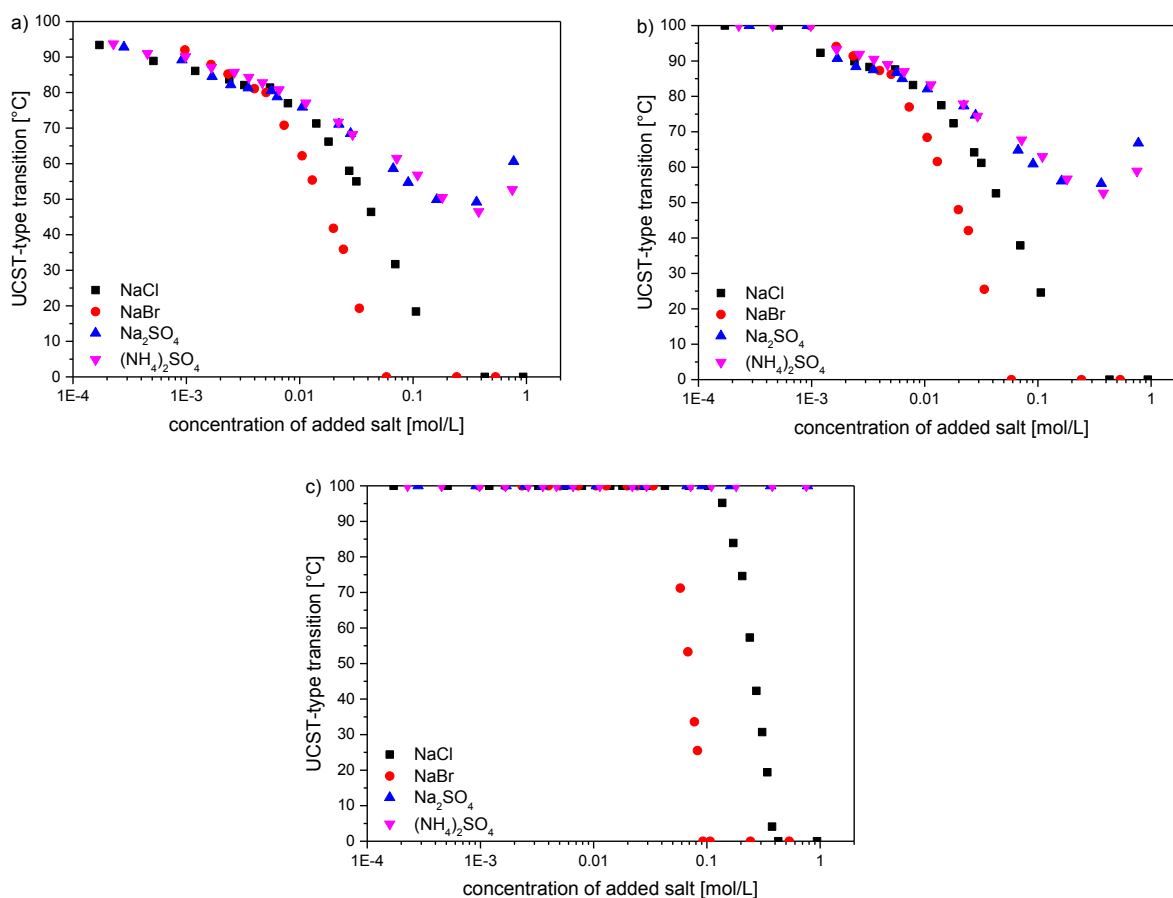 a)
UCST-type transition [°C]
100
90
80
70
60
50
40
30
20
10
0
NaCl
NaBr
Na₂SO₄
(NH₄)₂SO₄
1E-4
1E-3
0.01
0.1
1
concentration of added salt [mol/L]
b)
UCST-type transition [°C]
100
90
80
70
60
50
40
30
20
10
0
NaCl
NaBr
Na₂SO₄
(NH₄)₂SO₄
1E-4
1E-3
0.01
0.1
1
concentration of added salt [mol/L]
c)
UCST-type transition [°C]
100
90
80
70
60
50
40
30
20
10
0
NaCl
NaBr
Na₂SO₄
(NH₄)₂SO₄
1E-4
1E-3
0.01
0.1
1
concentration of added salt [mol/L]